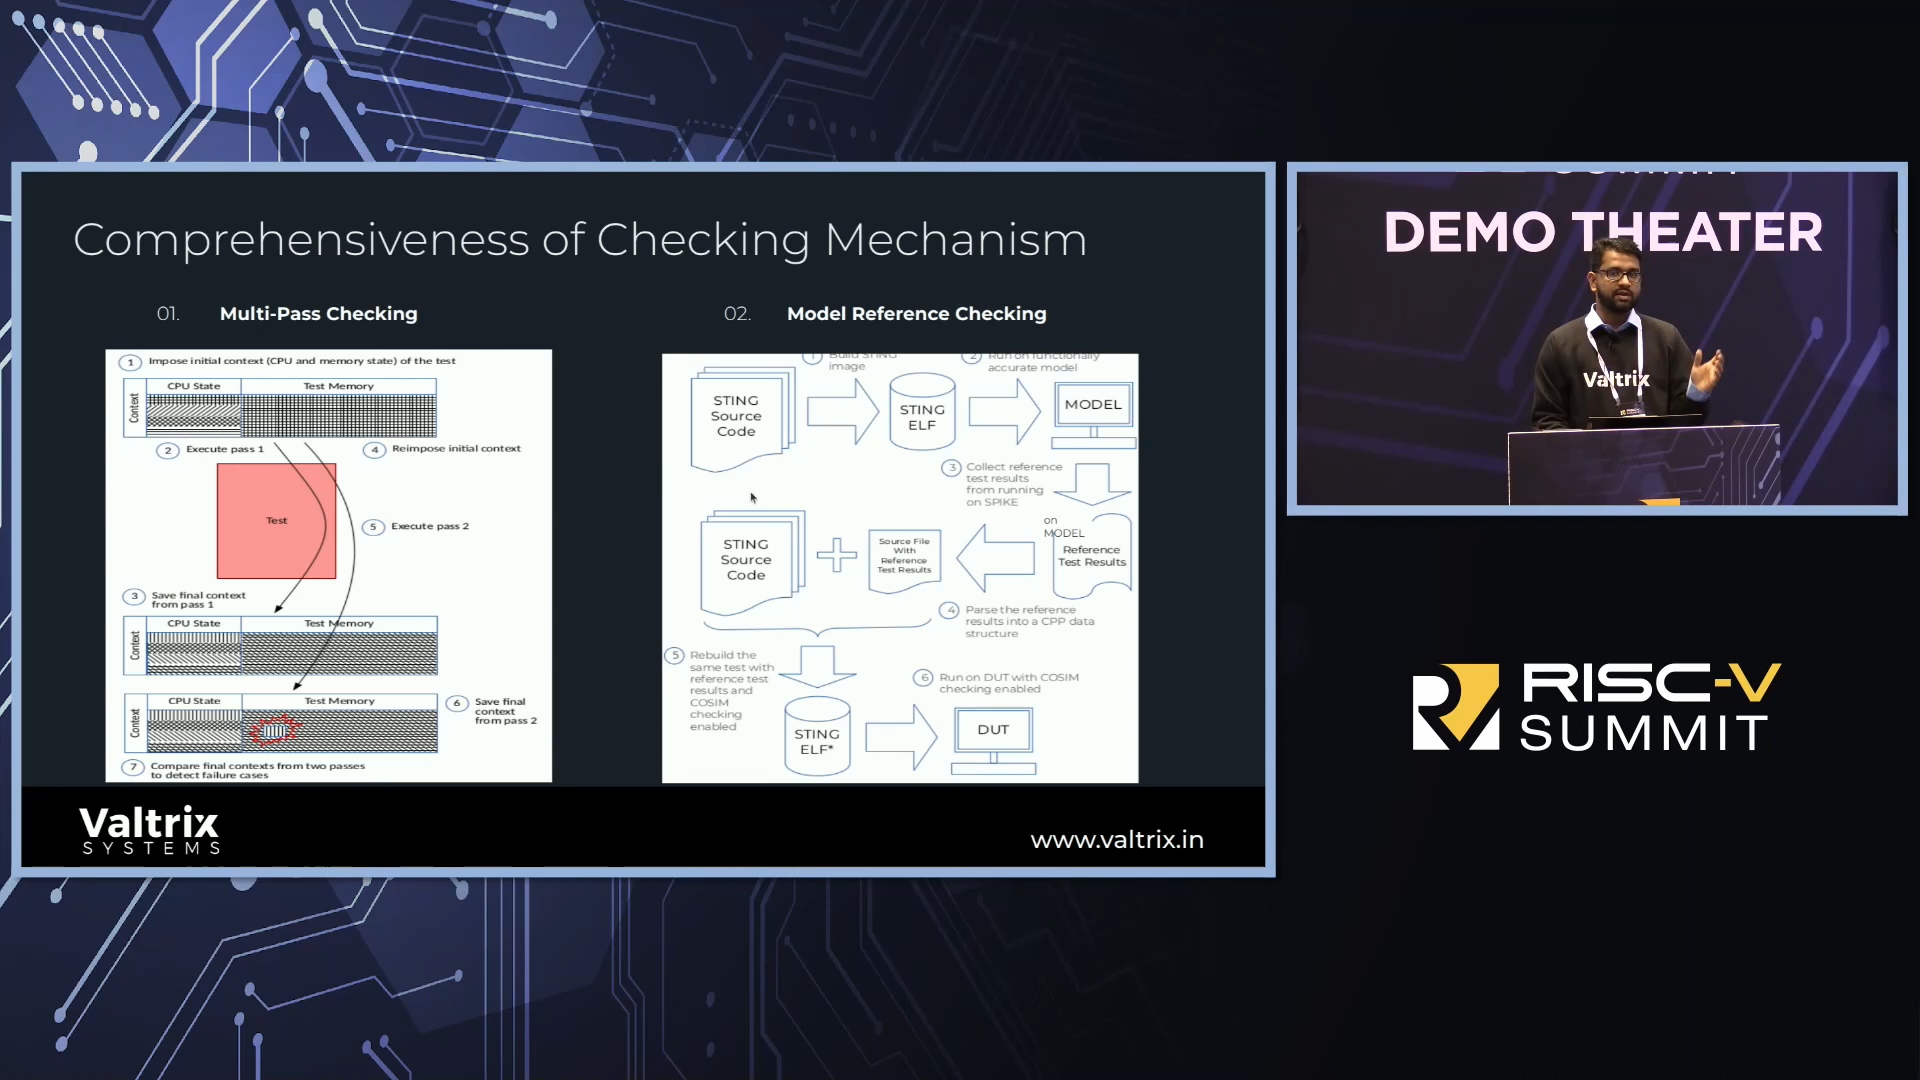 Comprehensiveness of Checking Mechanism
01. Multi-Pass Checking
1 Impose initial context (CPU and memory state) of the test
CPU State Test Memory
Context
2 Execute pass 1
4 Reimpose initial context
Test
5 Execute pass 2
3 Save final context
from pass 1
CPU State Test Memory
Context
CPU State Test Memory
Context
6 Save final
context
from pass 2
7 Compare final contexts from two passes
to detect failure cases
02. Model Reference Checking
1 Build STING
image
2 Run on functionally
accurate model
STING
Source
Code
STING
ELF
MODEL
3 Collect reference
test results
from running
on SPIKE
on
MODEL
Reference
Test Results
Source File
With
Reference
Test Results
STING
Source
Code
4 Parse the reference
results into a CPP data
structure
5 Rebuild the
same test with
reference test
results and
COSIM
checking
enabled
6 Run on DUT with COSIM
checking enabled
STING
ELF*
DUT
Valtrix
SYSTEMS
www.valtrix.in
SUMMIT
DEMO THEATER
Valtrix
RISC-V
SUMMIT